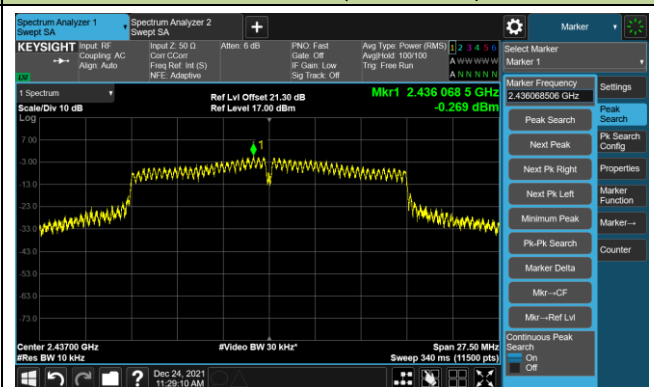 Spectrum Analyzer 1
Swept SA
Spectrum Analyzer 2
Swept SA
+
Marker
KEYSIGHT
Input: RF
Coupling: AC
Align: Auto
Input Z: 50 Ω
Corr CCorr
Freq Ref: Int (S)
NFE: Adaptive
Atten: 6 dB
PNO: Fast
Gate: Off
IF Gain: Low
Sig Track: Off
Avg Type: Power (RMS)
Avg|Hold: 100/100
Trig: Free Run
1 2 3 4 5 6
A W W W W W
A N N N N N
LXI
Select Marker
Marker 1
1 Spectrum
Scale/Div 10 dB
Log
Ref Lvl Offset 21.30 dB
Ref Level 17.00 dBm
Mkr1 2.436 068 5 GHz
-0.269 dBm
1
7.00
-3.00
-13.0
-23.0
-33.0
-43.0
-53.0
-63.0
-73.0
Center 2.43700 GHz
#Res BW 10 kHz
#Video BW 30 kHz*
Span 27.50 MHz
Sweep 340 ms (11500 pts)
Marker Frequency
2.436068506 GHz
Peak Search
Next Peak
Next Pk Right
Next Pk Left
Minimum Peak
Pk-Pk Search
Marker Delta
Mkr→CF
Mkr→Ref Lvl
Continuous Peak
Search
On
Off
Settings
Peak
Search
Pk Search
Config
Properties
Marker
Function
Marker→
Counter
?
Dec 24, 2021
11:29:10 AM